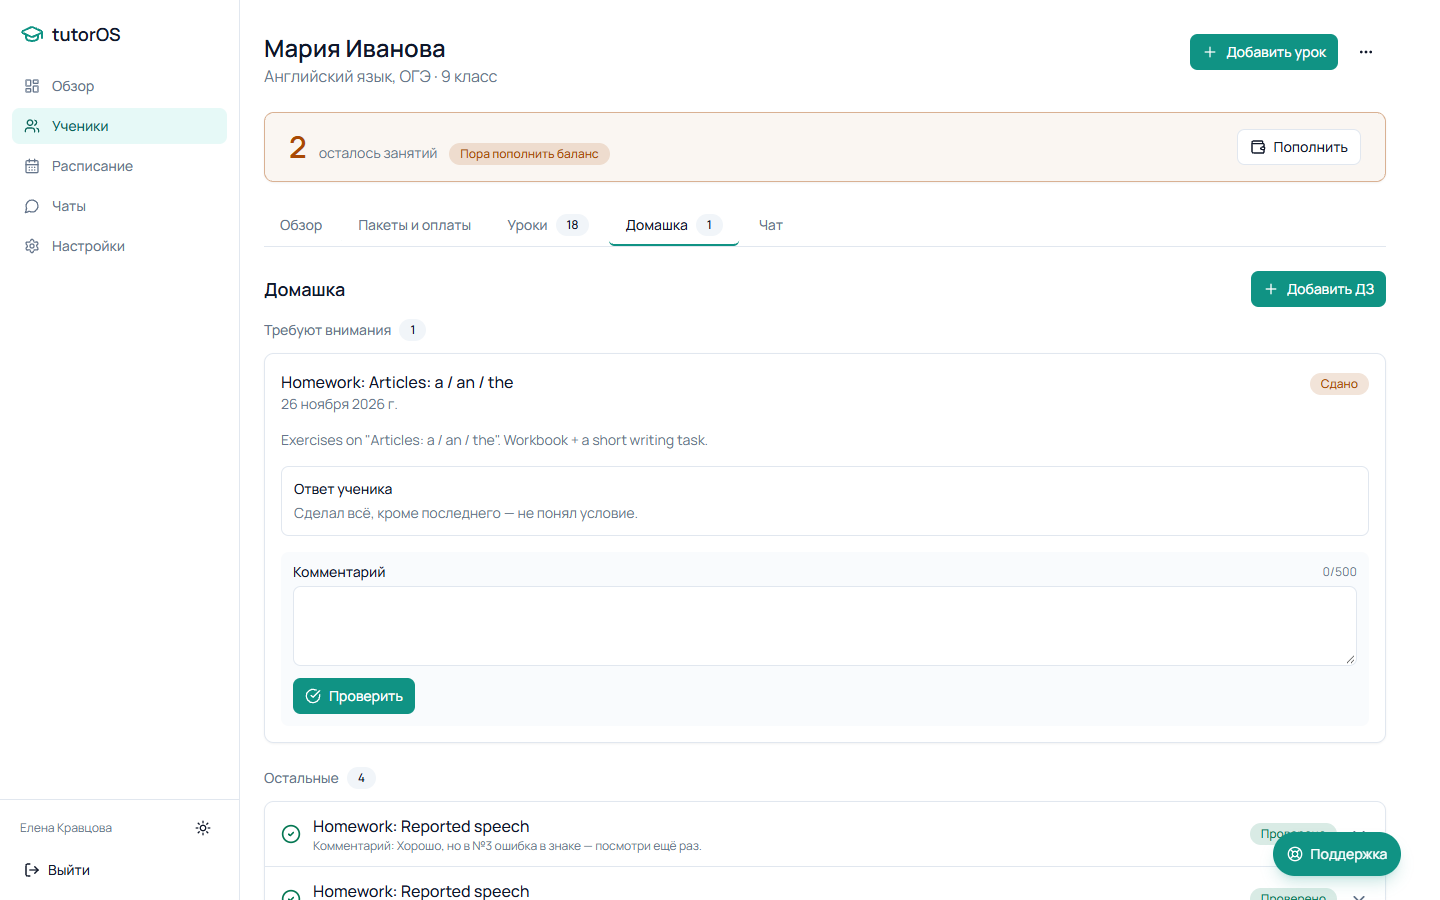 tutorOS
Обзор
Ученики
Расписание
Чаты
Настройки
Елена Кравцова
Выйти
Мария Иванова
Английский язык, ОГЭ · 9 класс
Добавить урок
2 осталось занятий Пора пополнить баланс
Пополнить
Обзор Пакеты и оплаты Уроки 18 Домашка 1 Чат
Домашка
Добавить ДЗ
Требуют внимания 1
Homework: Articles: a / an / the
Сдано
26 ноября 2026 г.
Exercises on "Articles: a / an / the". Workbook + a short writing task.
Ответ ученика
Сделал всё, кроме последнего — не понял условие.
Комментарий
0/500
Проверить
Остальные 4
Homework: Reported speech
Комментарий: Хорошо, но в №3 ошибка в знаке — посмотри ещё раз.
Поддержка
Homework: Reported speech
Проверено